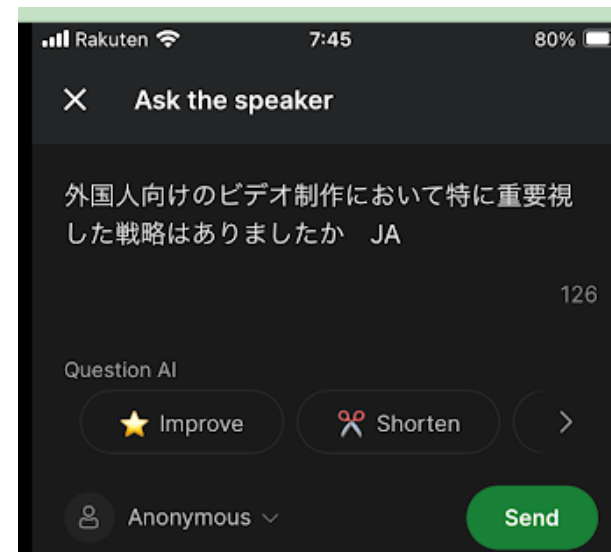 Rakuten 7:45 80%
Ask the speaker
外国人向けのビデオ制作において特に重要視
した戦略はありましたか　JA
126
Question AI
⭐ Improve ✂ Shorten
Anonymous
Send